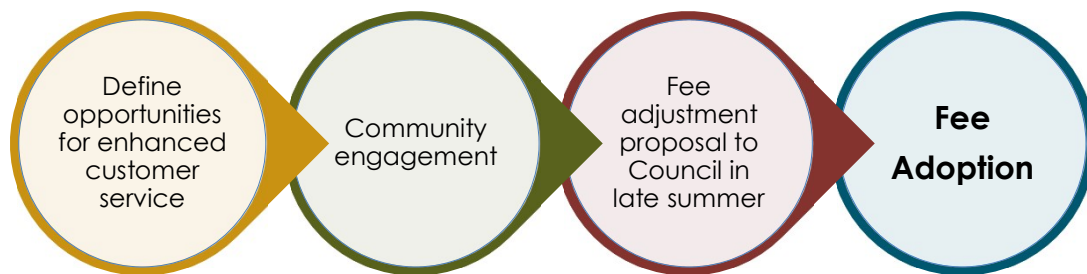 Define
opportunities
for enhanced
customer
service
Community
engagement
Fee
adjustment
proposal to
Council in
late summer
Fee
Adoption